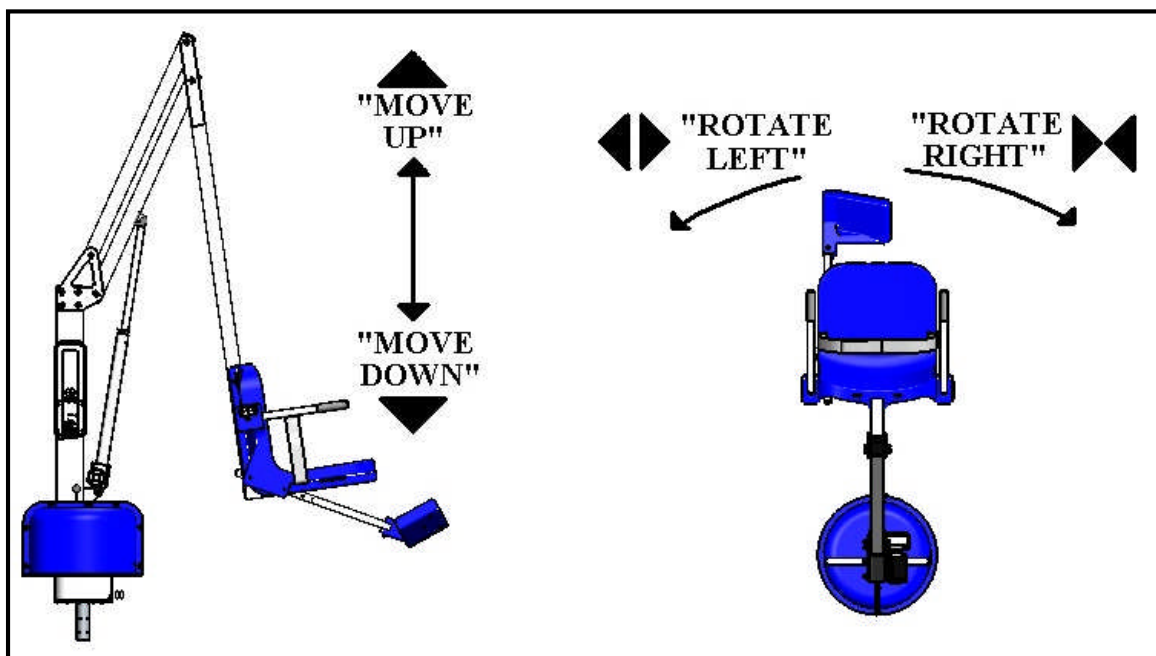 "MOVE
UP"
"MOVE
DOWN"
"ROTATE
LEFT"
"ROTATE
RIGHT"